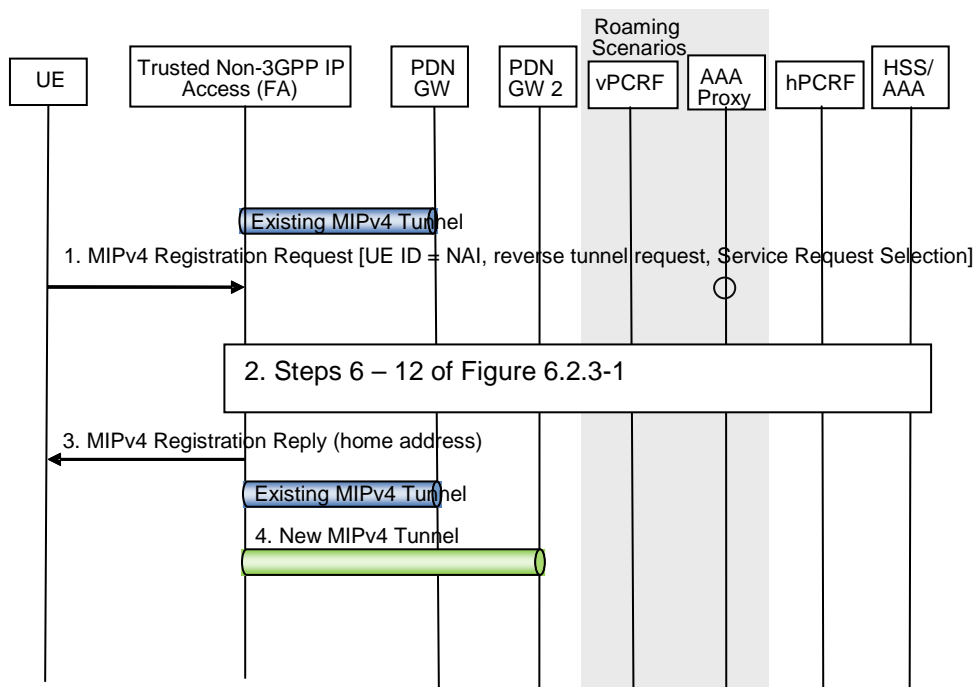 Roaming
Scenarios
UE
Trusted Non-3GPP IP
Access (FA)
PDN
GW
PDN
GW 2
vPCRF
AAA
Proxy
hPCRF
HSS/
AAA
Existing MIPv4 Tunnel
1. MIPv4 Registration Request [UE ID = NAI, reverse tunnel request, Service Request Selection]
2. Steps 6 – 12 of Figure 6.2.3-1
3. MIPv4 Registration Reply (home address)
Existing MIPv4 Tunnel
4. New MIPv4 Tunnel